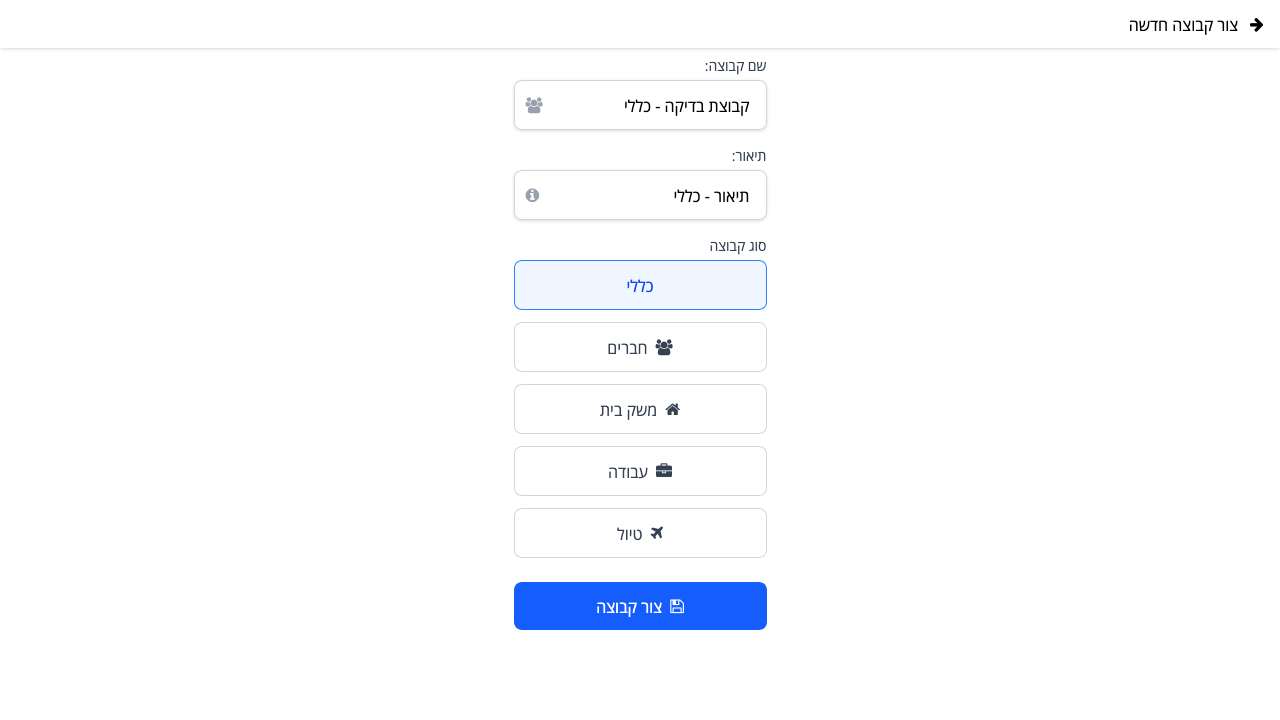 צור קבוצה חדשה
שם קבוצה:
קבוצת בדיקה - כללי
תיאור:
תיאור - כללי
סוג קבוצה
כללי
חברים
משק בית
עבודה
טיול
צור קבוצה